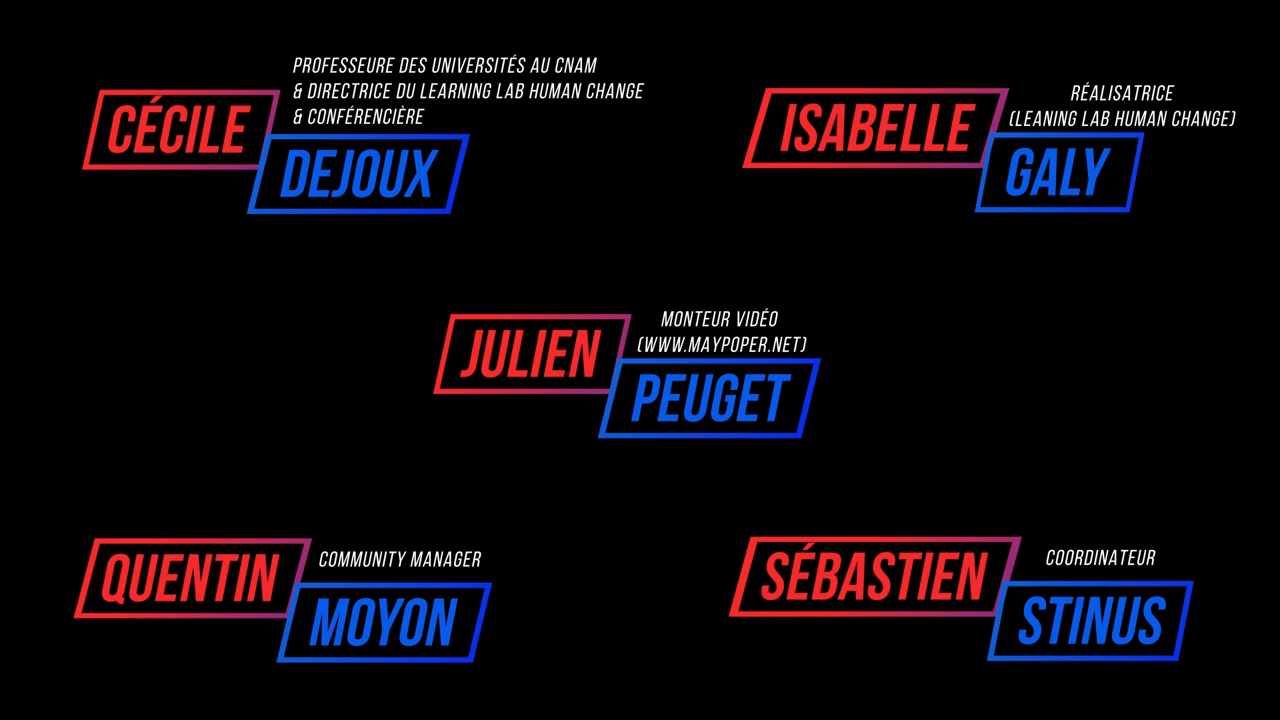 PROFESSEURE DES UNIVERSITÉS AU CNAM
& DIRECTRICE DU LEARNING LAB HUMAN CHANGE
& CONFÉRENCIÈRE
CÉCILE
DEJOUX
RÉALISATRICE
(LEANING LAB HUMAN CHANGE)
ISABELLE
GALY
MONTEUR VIDÉO
(WWW.MAYPOPER.NET)
JULIEN
PEUGET
COMMUNITY MANAGER
QUENTIN
MOYON
COORDINATEUR
SÉBASTIEN
STINUS